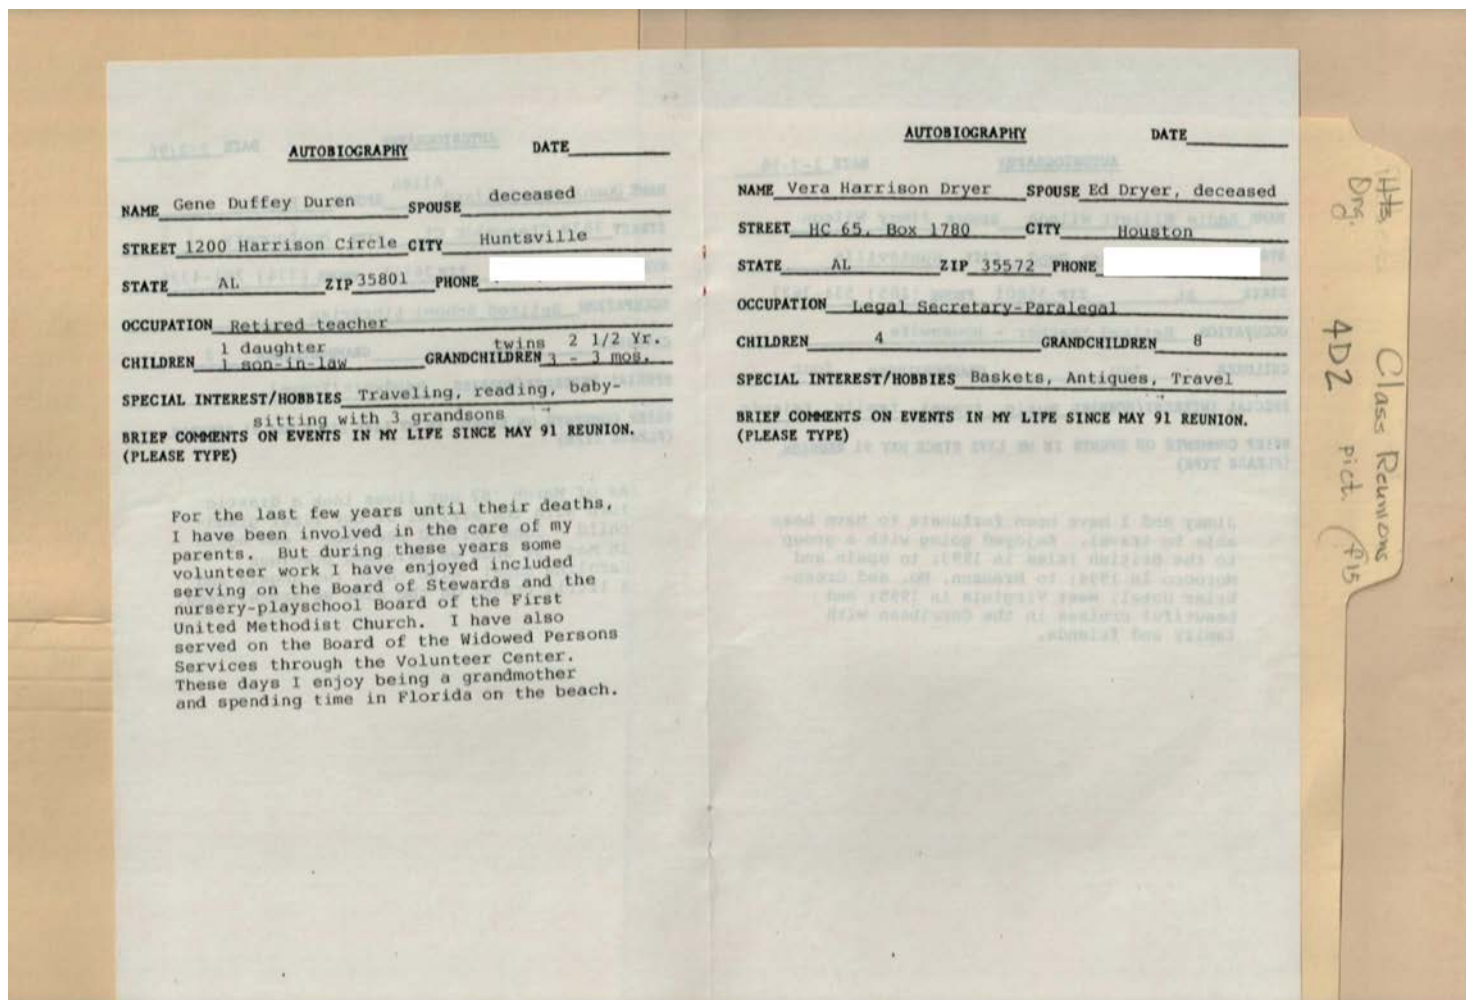 AUTOBIOGRAPHY DATE
NAME Gene Duffey Duren SPOUSE deceased
STREET 1200 Harrison Circle CITY Huntsville
STATE AL ZIP 35801 PHONE
OCCUPATION Retired teacher
CHILDREN 1 daughter
1 son-in-law GRANDCHILDREN twins 2 1/2 Yr.
3 - 3 mos.
SPECIAL INTEREST/HOBBIES Traveling, reading, baby-
sitting with 3 grandsons
BRIEF COMMENTS ON EVENTS IN MY LIFE SINCE MAY 91 REUNION.
(PLEASE TYPE)
For the last few years until their deaths,
I have been involved in the care of my
parents. But during these years some
volunteer work I have enjoyed included
serving on the Board of Stewards and the
nursery-playschool Board of the First
United Methodist Church. I have also
served on the Board of the Widowed Persons
Services through the Volunteer Center.
These days I enjoy being a grandmother
and spending time in Florida on the beach.
AUTOBIOGRAPHY DATE
NAME Vera Harrison Dryer SPOUSE Ed Dryer, deceased
STREET HC 65, Box 1780 CITY Houston
STATE AL ZIP 35572 PHONE
OCCUPATION Legal Secretary-Paralegal
CHILDREN 4 GRANDCHILDREN 8
SPECIAL INTEREST/HOBBIES Baskets, Antiques, Travel
BRIEF COMMENTS ON EVENTS IN MY LIFE SINCE MAY 91 REUNION.
(PLEASE TYPE)
Class Reunions
4D2 pict.